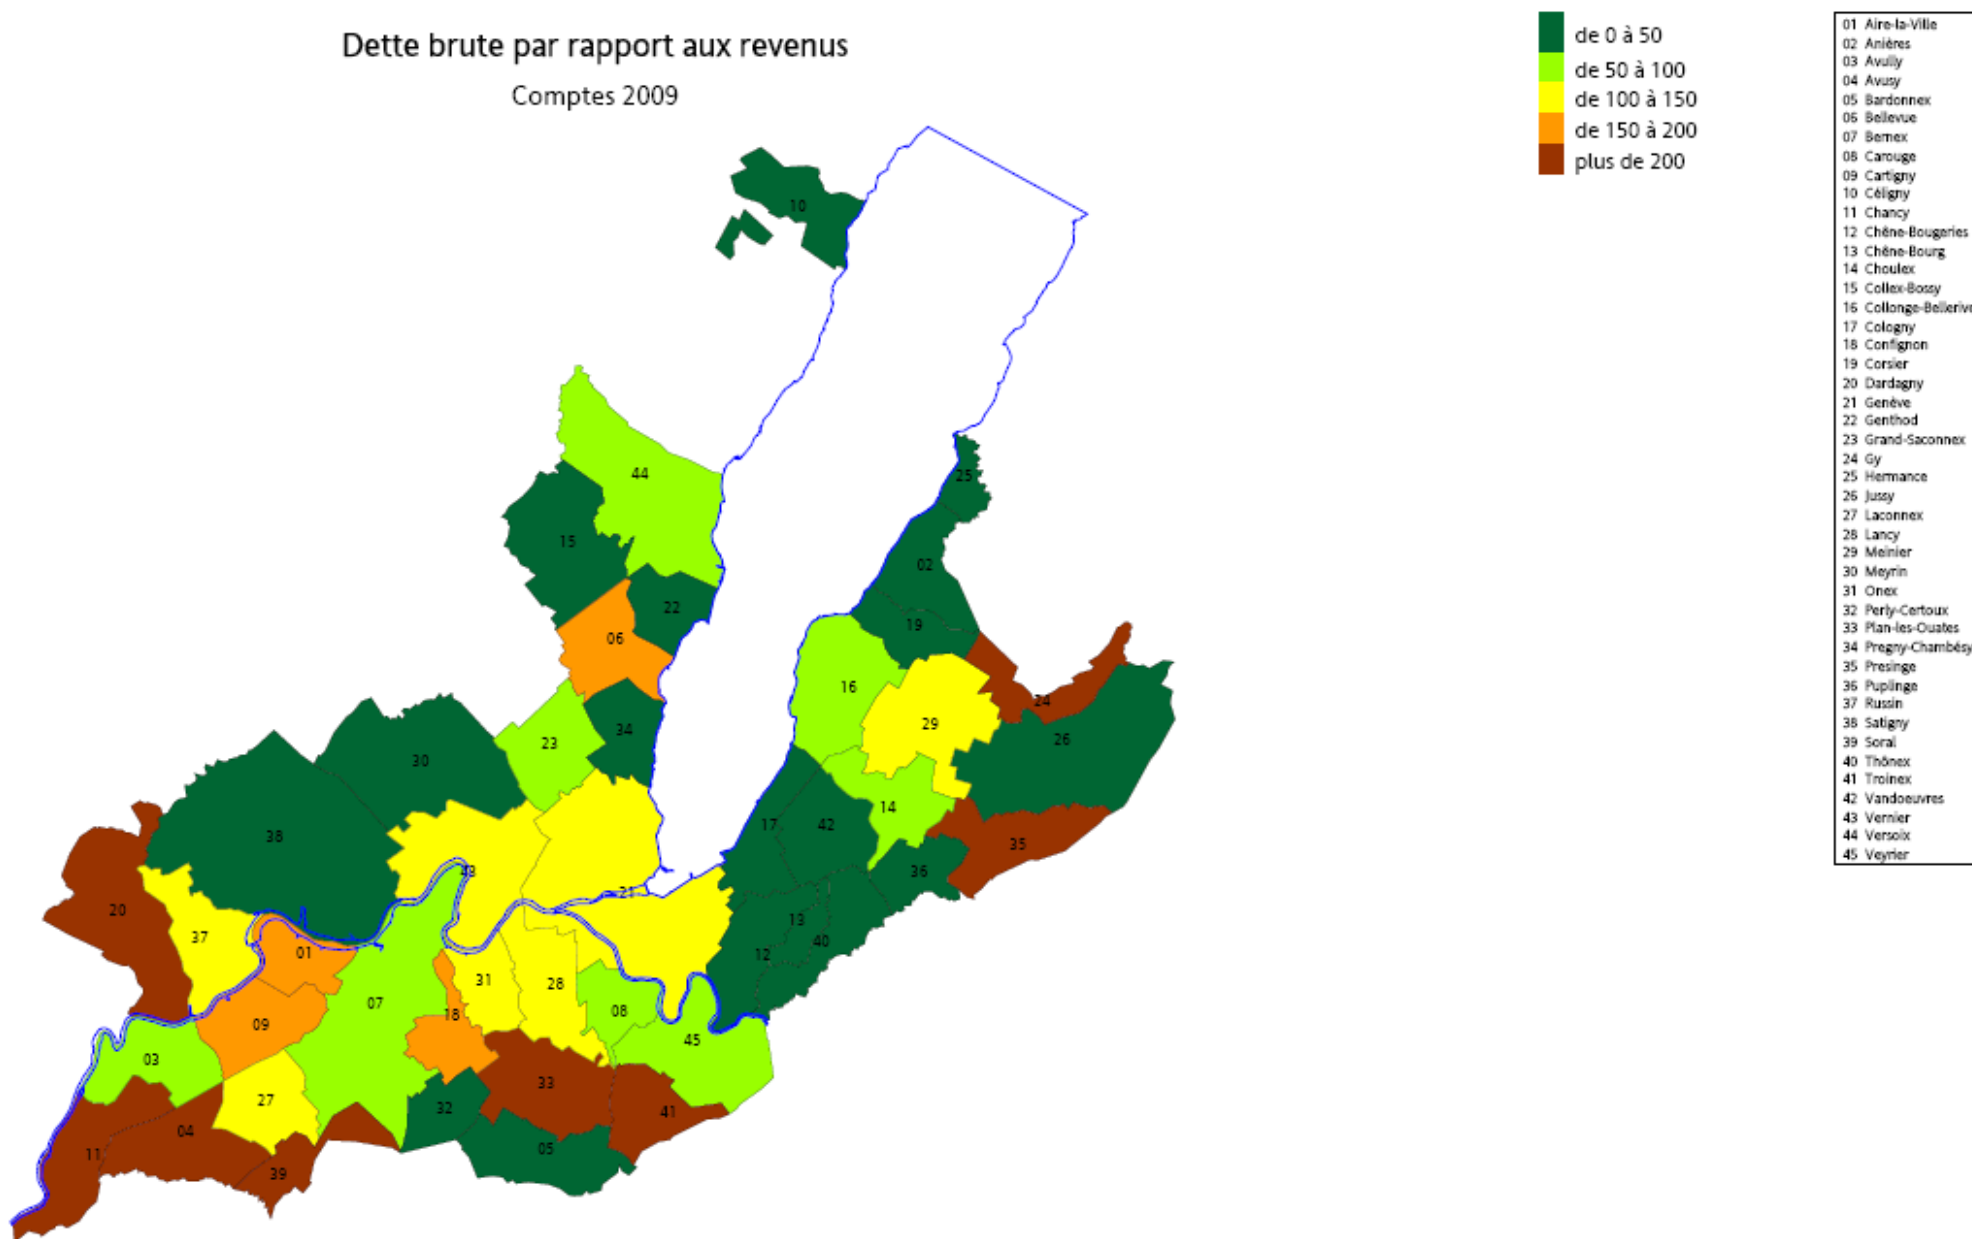 Dette brute par rapport aux revenus
Comptes 2009
de 0 à 50
de 50 à 100
de 100 à 150
de 150 à 200
plus de 200
01 Aire-la-Ville
02 Anières
03 Avully
04 Avusy
05 Bardonnex
06 Bellevue
07 Bernex
08 Carouge
09 Cartigny
10 Céligny
11 Chancy
12 Chêne-Bougeries
13 Chêne-Bourg
14 Choulex
15 Collex-Bossy
16 Collonge-Bellerive
17 Cologny
18 Confignon
19 Corsier
20 Dardagny
21 Genève
22 Genthod
23 Grand-Saconnex
24 Gy
25 Hermance
26 Jussy
27 Laconnex
28 Lancy
29 Meinier
30 Meyrin
31 Onex
32 Perly-Certoux
33 Plan-les-Ouates
34 Pregny-Chambésy
35 Presinge
36 Puplinge
37 Russin
38 Satigny
39 Soral
40 Thônex
41 Troinex
42 Vandoeuvres
43 Vernier
44 Versoix
45 Veyrier
10
44
25
15
02
22
19
06
16
24
34
29
23
26
30
14
17
42
38
35
43
36
21
20
13
37
40
01
12
31
28
07
08
18
09
45
03
33
27
32
41
04
05
11
39